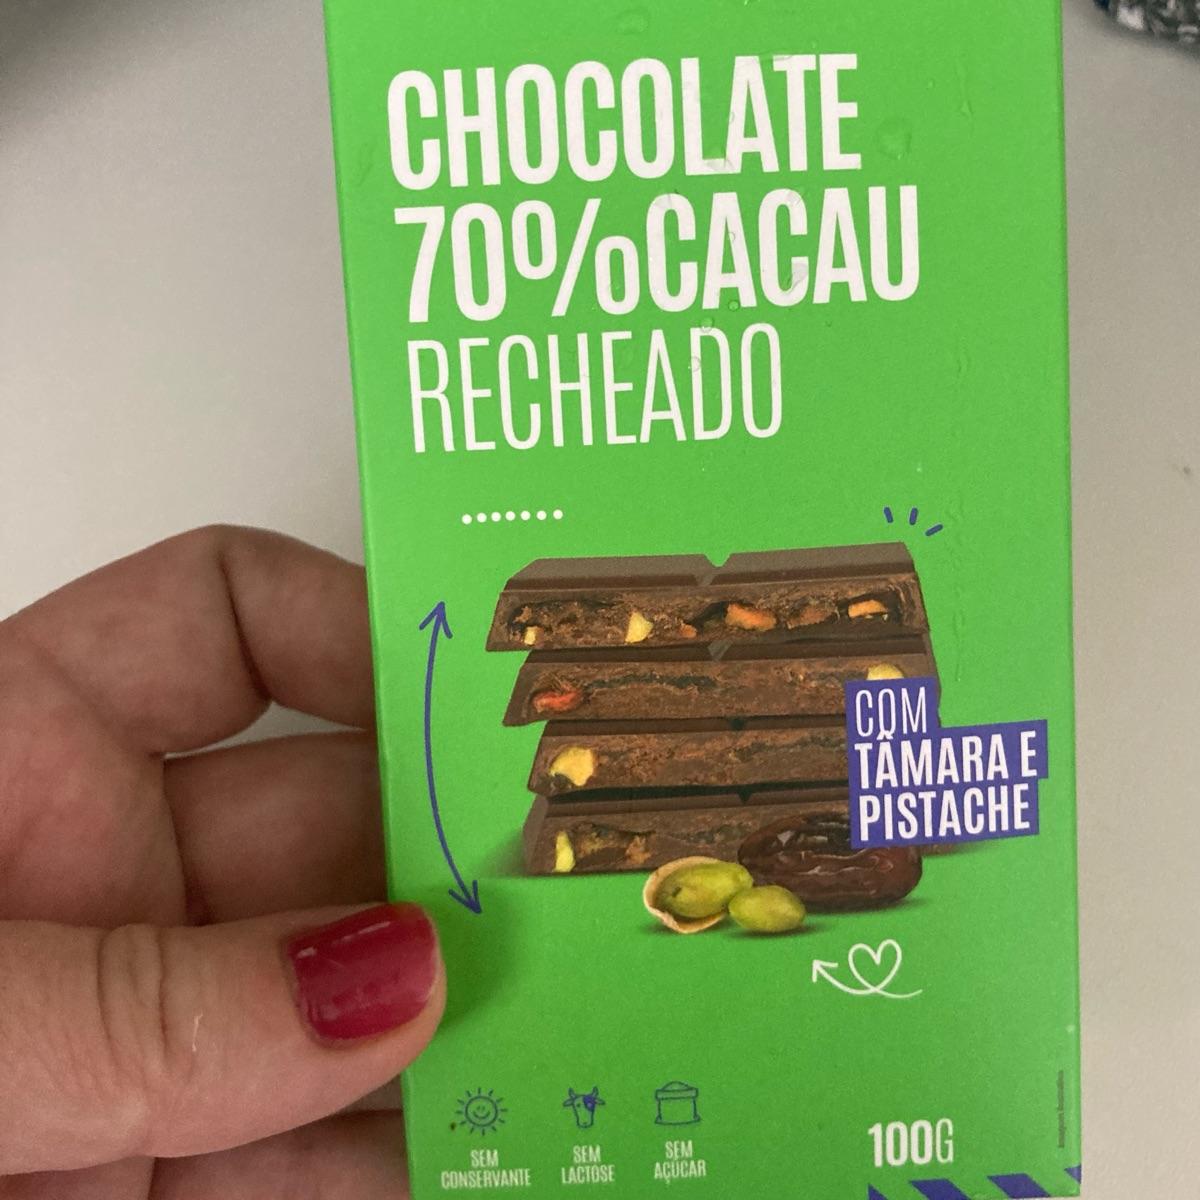 CHOCOLATE
70%CACAU
RECHEADO
COM
TÂMARA E
PISTACHE
SEM
CONSERVANTE
SEM
LACTOSE
SEM
AÇÚCAR
100G